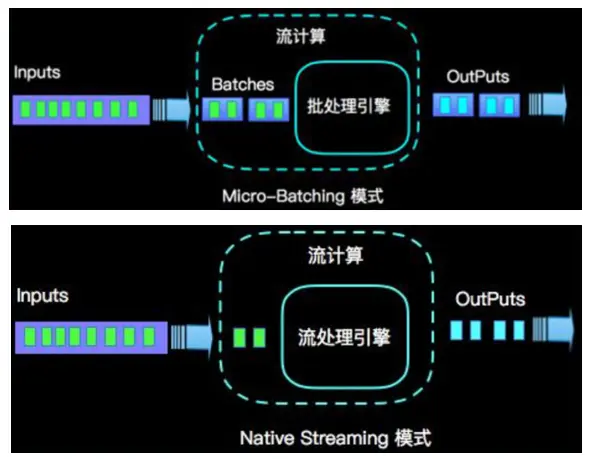 流计算
Inputs
Batches
OutPuts
批处理引擎
Micro-Batching 模式
流计算
Inputs
OutPuts
流处理引擎
Native Streaming 模式